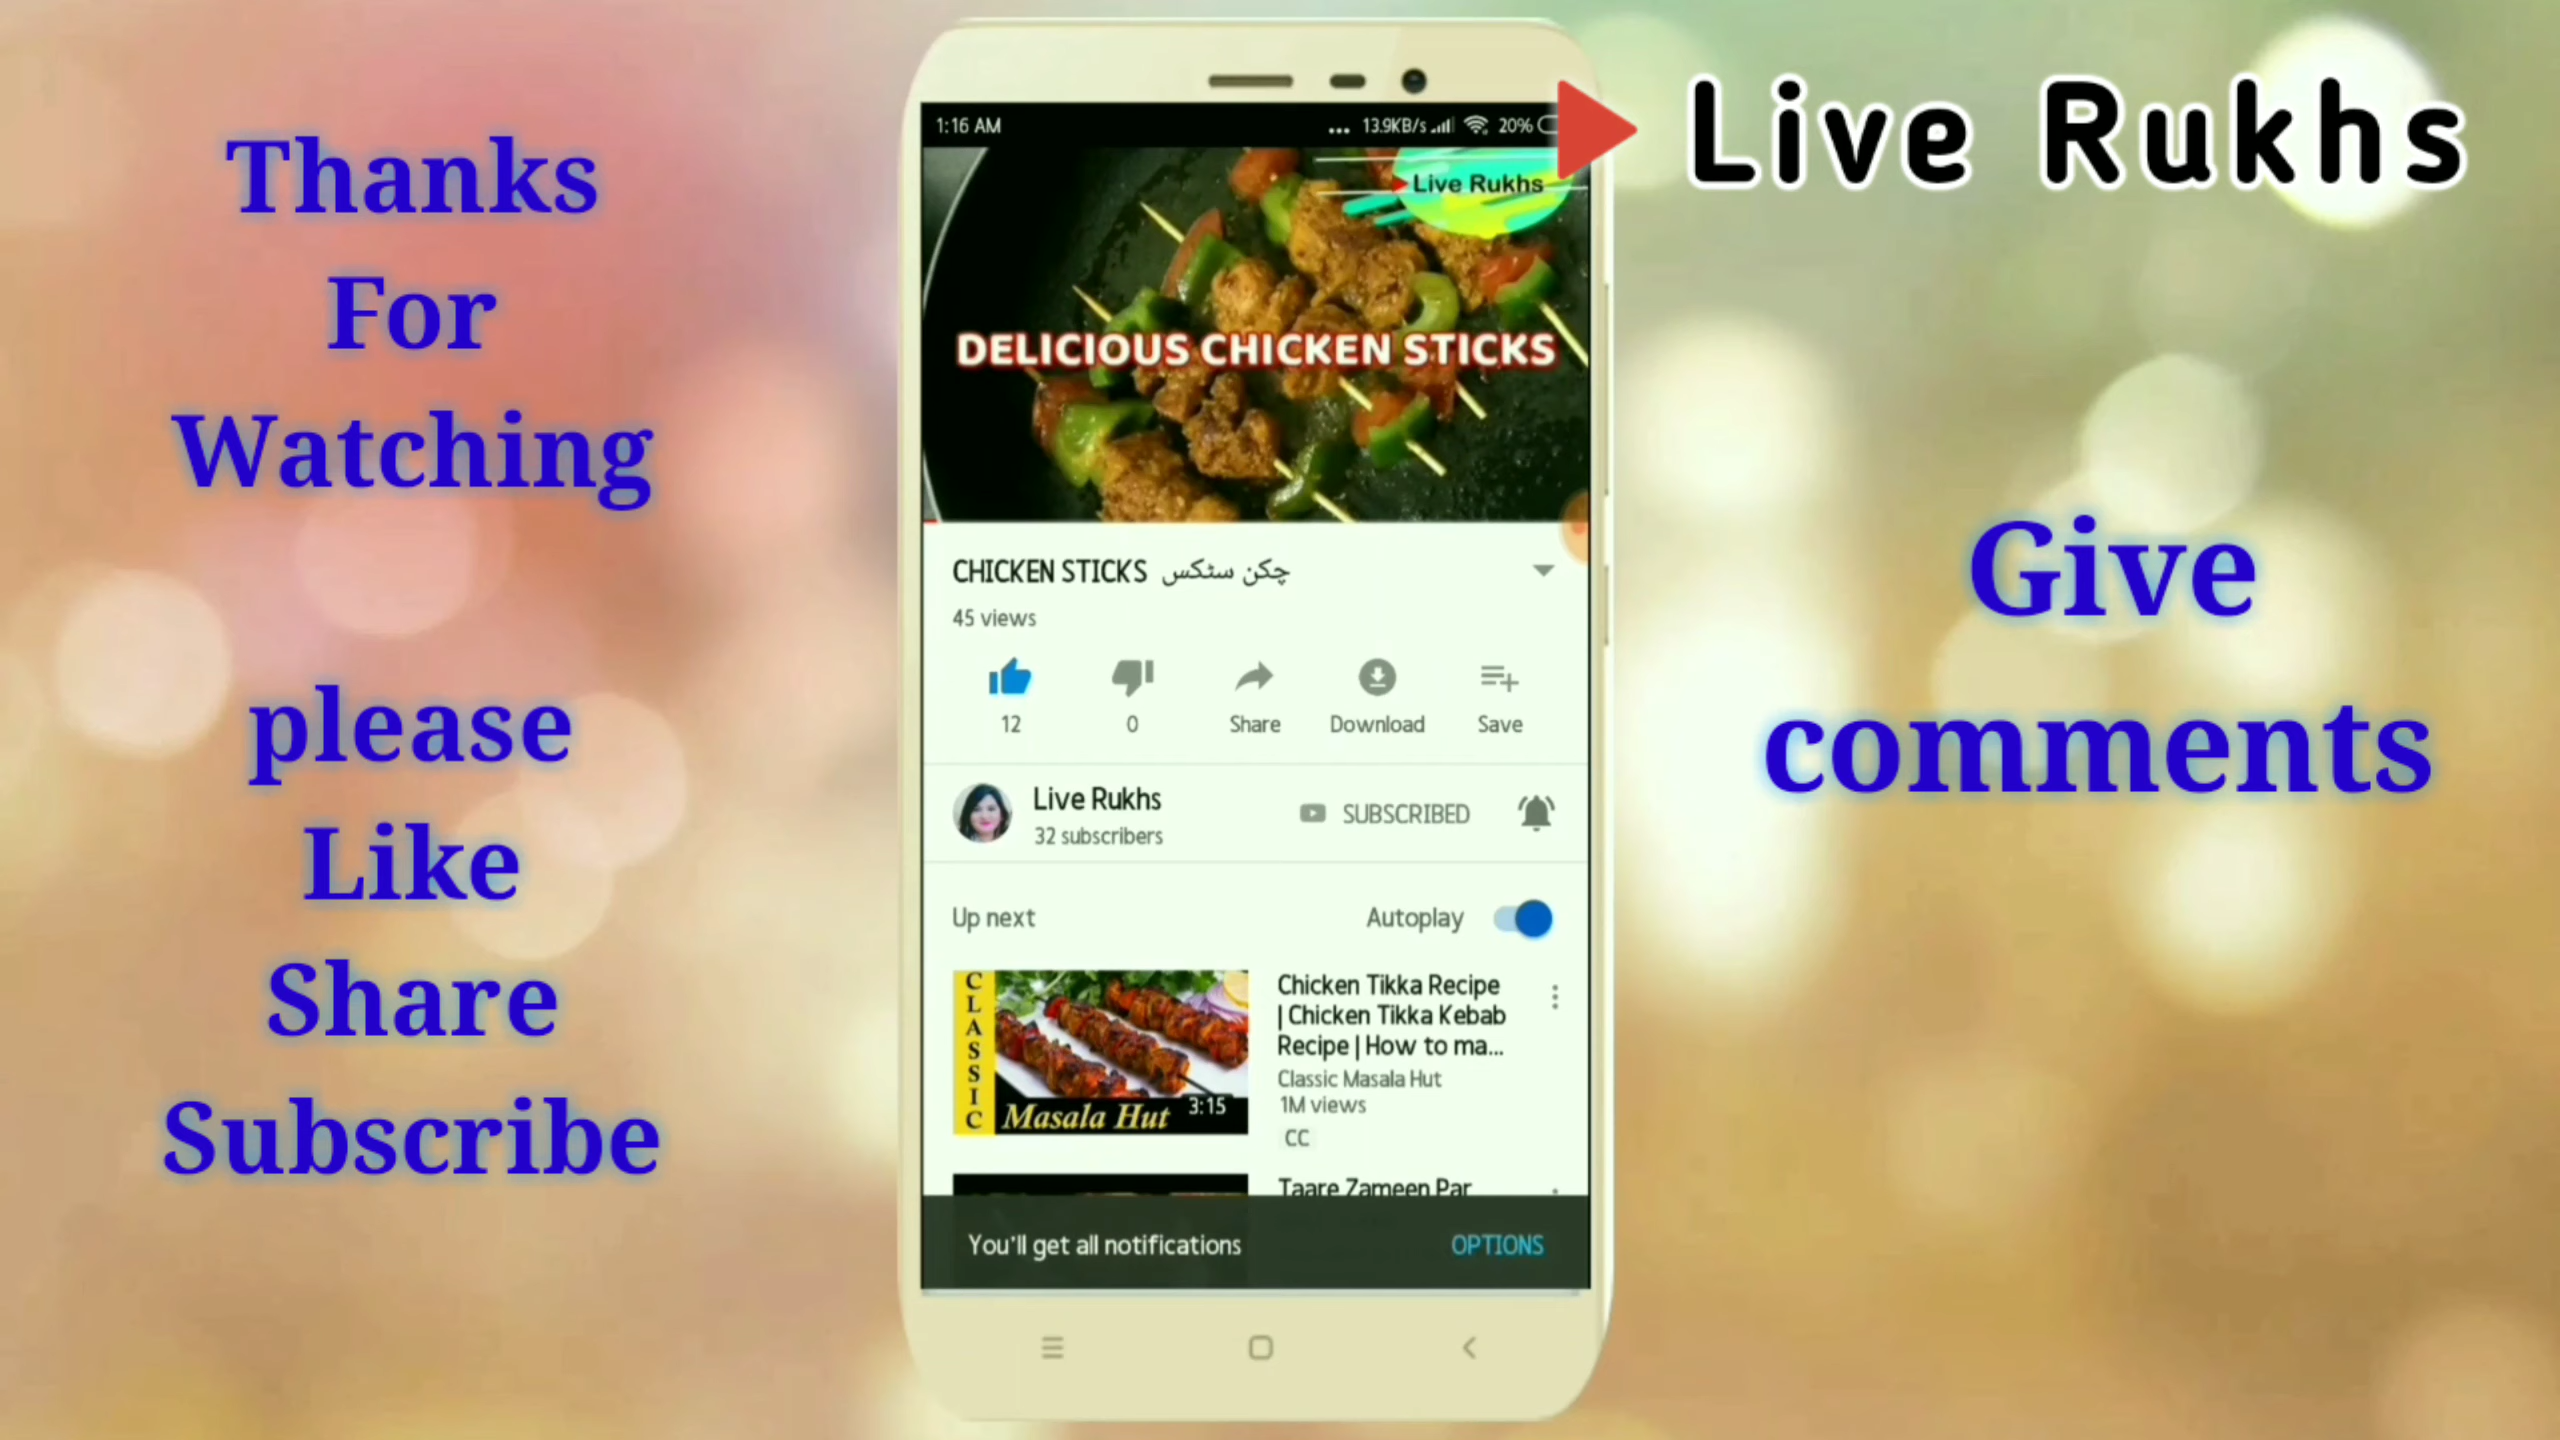 Thanks
For
Watching
please
Like
Share
Subscribe
1:16 AM
... 13.9KB/s 20%
Live Rukhs
DELICIOUS CHICKEN STICKS
CHICKEN STICKS چکن سٹکس
45 views
12 0 Share Download Save
Live Rukhs
32 subscribers
SUBSCRIBED
Up next Autoplay
CLASSIC
Masala Hut 3:15
Chicken Tikka Recipe
| Chicken Tikka Kebab
Recipe | How to ma...
Classic Masala Hut
1M views
CC
Taare Zameen Par
You'll get all notifications OPTIONS
Live Rukhs
Give
comments